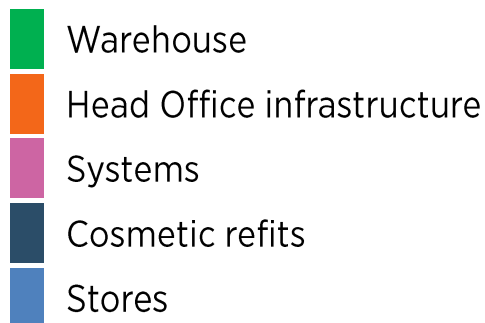 Warehouse
Head Office infrastructure
Systems
Cosmetic refits
Stores